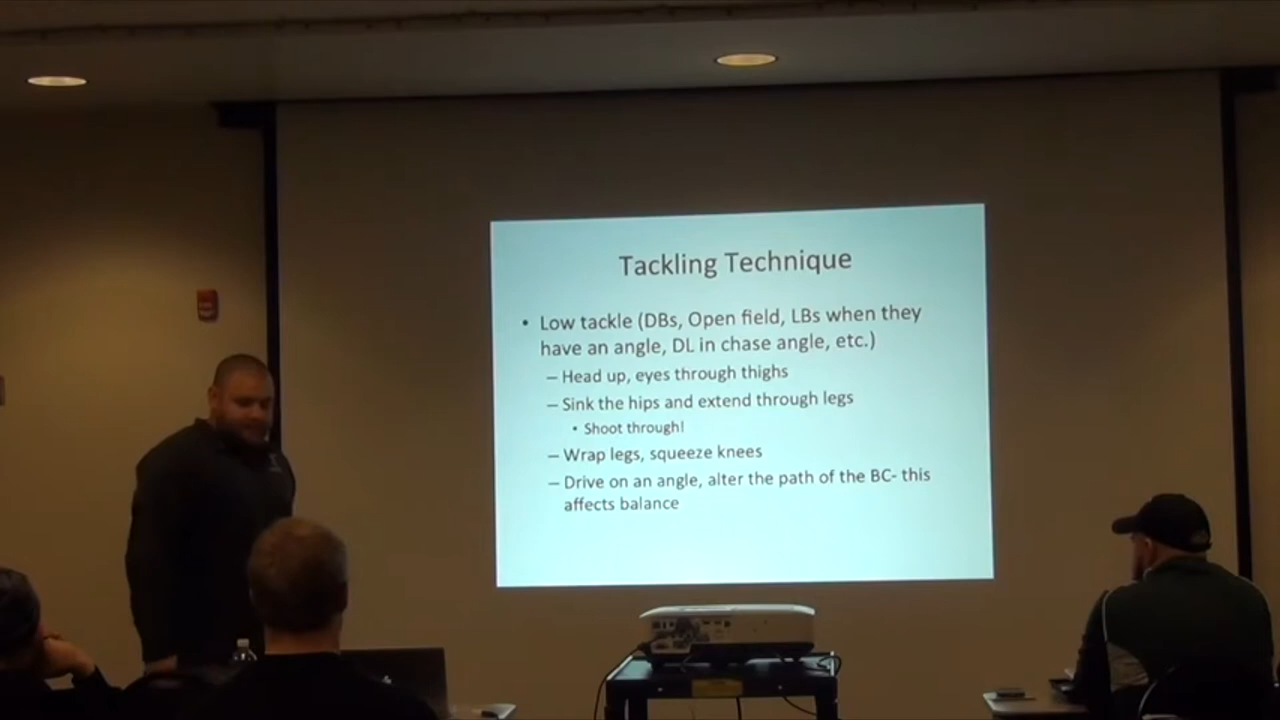 Tackling Technique
• Low tackle (DBs, Open field, LBs when they
have an angle, DL in chase angle, etc.)
– Head up, eyes through thighs
– Sink the hips and extend through legs
• Shoot through!
– Wrap legs, squeeze knees
– Drive on an angle, alter the path of the BC- this
affects balance